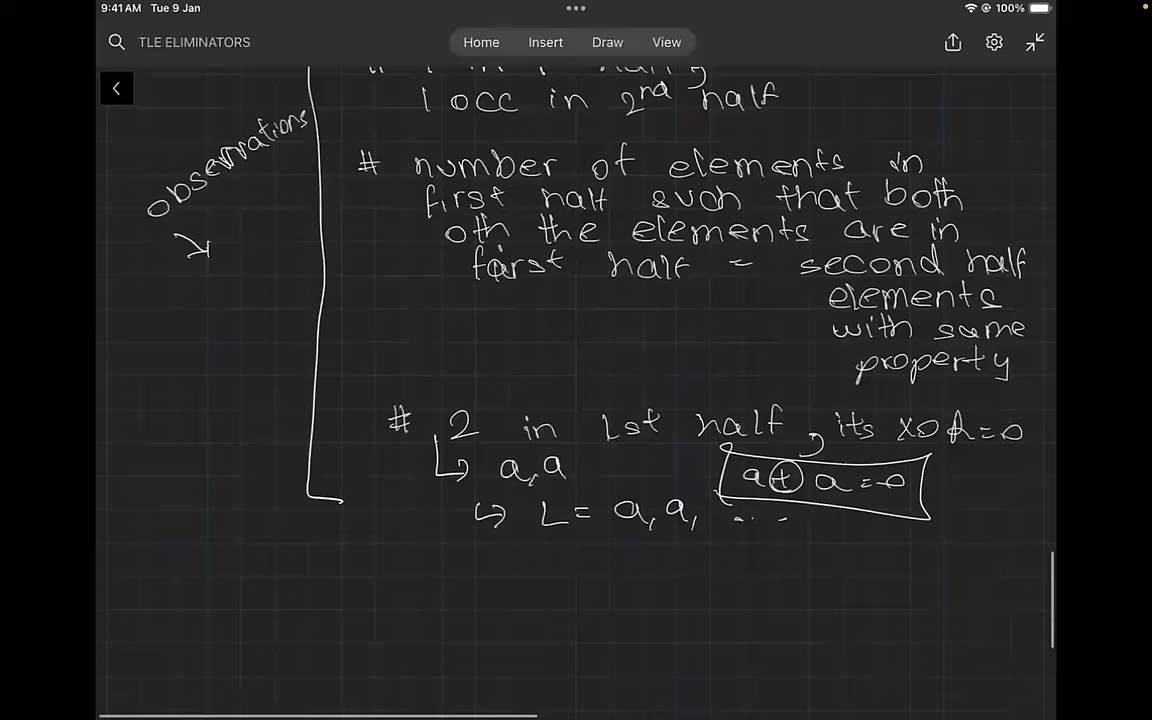 9:41 AM Tue 9 Jan
100%
TLE ELIMINATORS
Home Insert Draw View
1 occ in 2nd half
observations
# number of elements in
first half such that both
oth the elements are in
first half = second half
elements
with same
property
# 2 in 1st half, its XOR=0
a,a
a ⊕ a = 0
L = a, a, ....